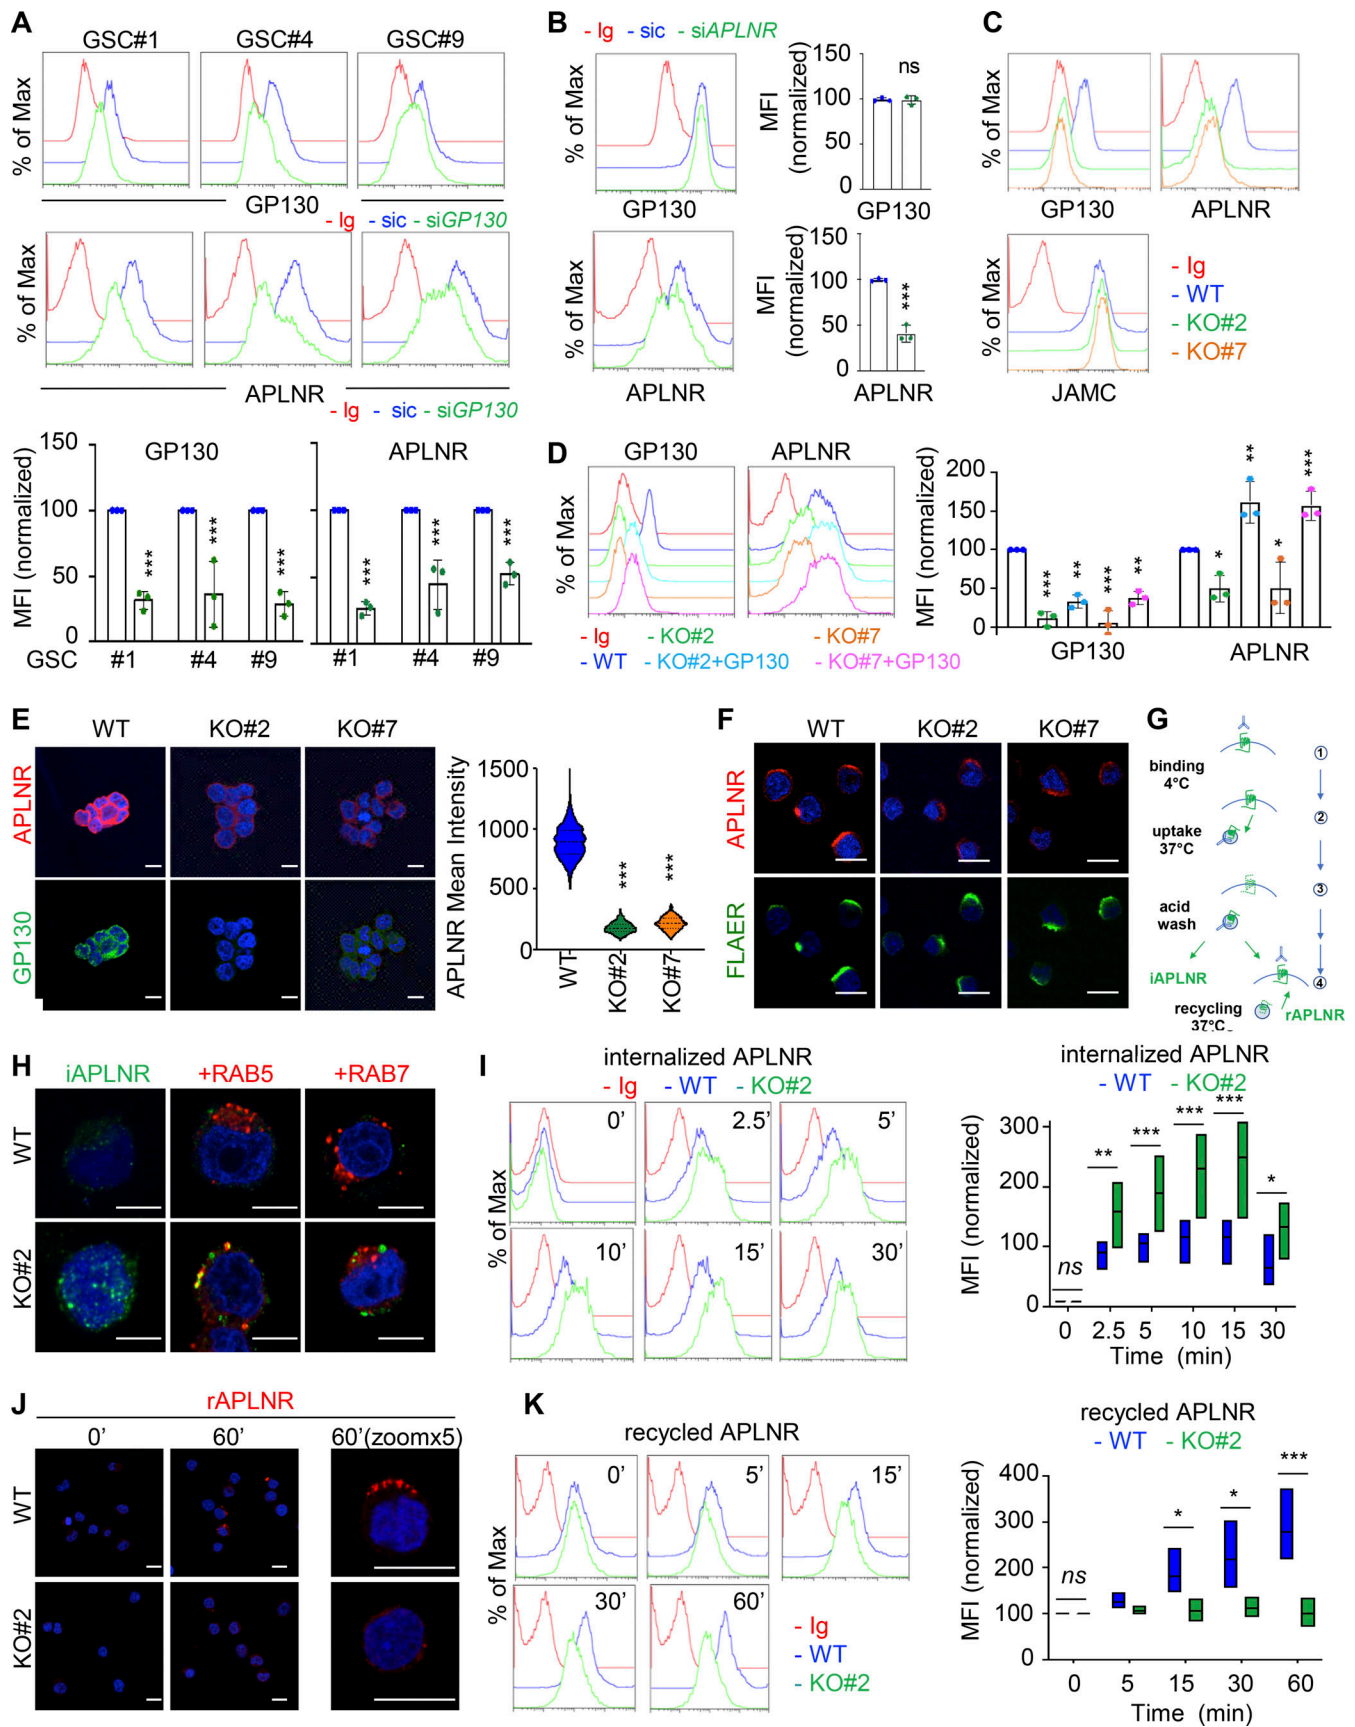 A
GSC#1 GSC#4 GSC#9
% of Max
GP130
- Ig - sic - siGP130
% of Max
APLNR
- Ig - sic - siGP130
MFI (normalized)
150
100
50
0
GP130 APLNR
*** *** *** *** *** ***
GSC #1 #4 #9 #1 #4 #9
B
- Ig - sic - siAPLNR
% of Max
GP130
MFI
(normalized)
150
100
50
0
ns
GP130
% of Max
APLNR
MFI
(normalized)
150
100
50
0
***
APLNR
C
% of Max
GP130 APLNR
% of Max
JAMC
- Ig
- WT
- KO#2
- KO#7
D
GP130 APLNR
% of Max
- Ig - KO#2 - KO#7
- WT - KO#2+GP130 - KO#7+GP130
MFI (normalized)
200
150
100
50
0
*** ** *** ** * ** * ***
GP130 APLNR
E
WT KO#2 KO#7
APLNR
GP130
APLNR Mean Intensity
1500
1000
500
0
*** ***
WT KO#2 KO#7
F
WT KO#2 KO#7
APLNR
FLAER
G
binding
4°C
uptake
37°C
acid
wash
iAPLNR
recycling
37°C
rAPLNR
①
②
③
④
H
iAPLNR +RAB5 +RAB7
WT
KO#2
I
internalized APLNR
- Ig - WT - KO#2
% of Max
0’ 2.5’ 5’
10’ 15’ 30’
internalized APLNR
- WT - KO#2
MFI (normalized)
300
200
100
0
ns ** *** *** *** *
0 2.5 5 10 15 30
Time (min)
J
rAPLNR
0’ 60’ 60’(zoomx5)
WT
KO#2
K
recycled APLNR
% of Max
0’ 5’ 15’
30’ 60’
- Ig
- WT
- KO#2
recycled APLNR
- WT - KO#2
MFI (normalized)
400
300
200
100
0
ns * * ***
0 5 15 30 60
Time (min)